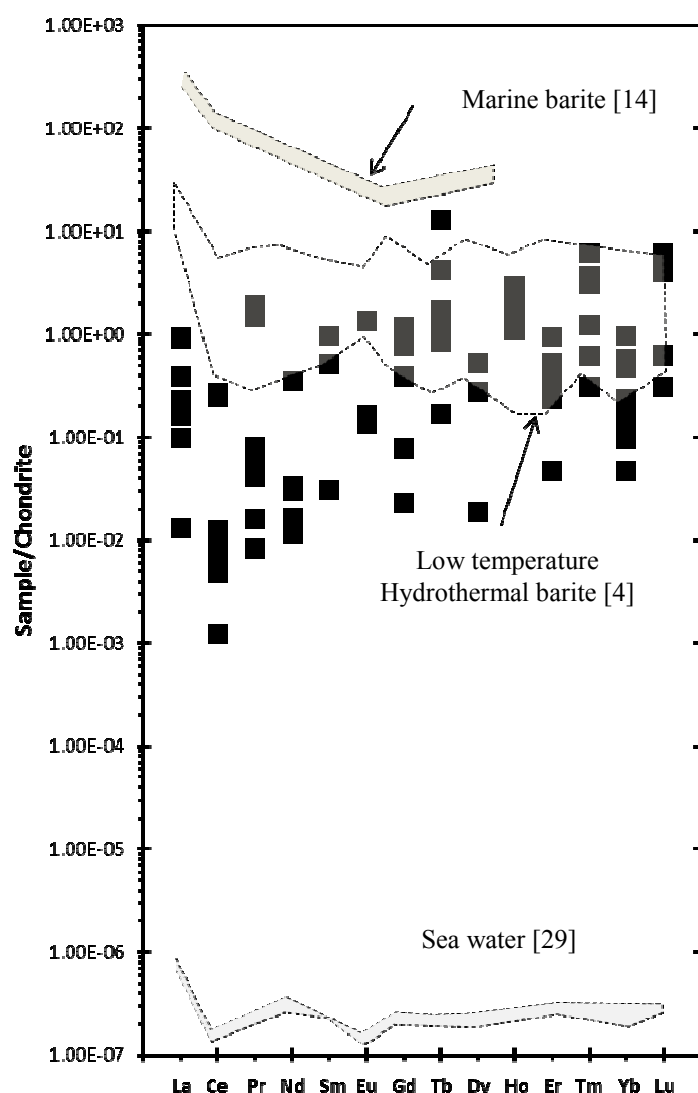 1.00E+03
Marine barite [14]
1.00E+02
1.00E+01
1.00E+00
1.00E-01
Sample/Chondrite
1.00E-02
Low temperature
Hydrothermal barite [4]
1.00E-03
1.00E-04
1.00E-05
Sea water [29]
1.00E-06
1.00E-07
La Ce Pr Nd Sm Eu Gd Tb Dy Ho Er Tm Yb Lu